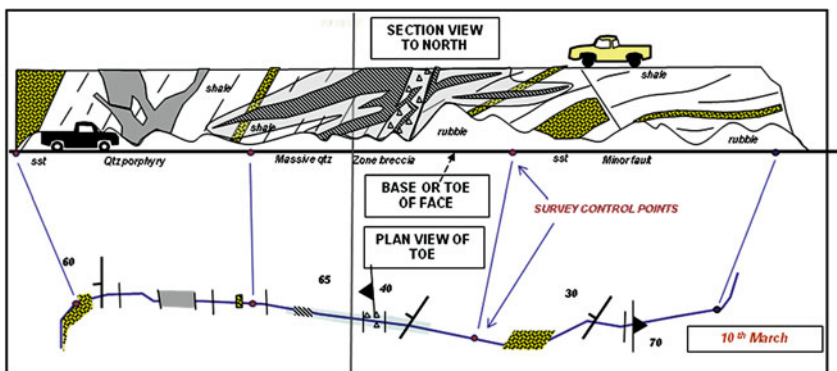 SECTION VIEW
TO NORTH
shale
shale
shale
rubble
rubble
sst
Qtz porphyry
Massive qtz
Zone breccia
sst
Minor fault
BASE OR TOE
OF FACE
SURVEY CONTROL POINTS
PLAN VIEW OF
TOE
60
65
40
30
70
10th March